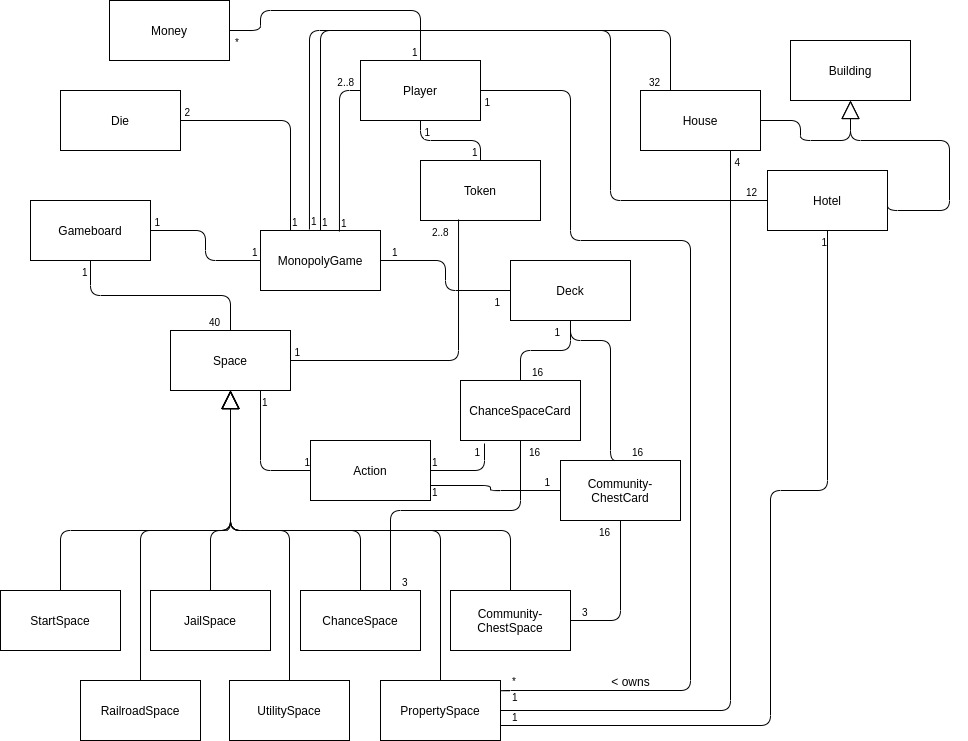 Money
*
1
2..8
Player
1
32
Building
Die
2
House
1
1
Token
4
12
Hotel
Gameboard
1
1
1
1
1
2..8
1
1
MonopolyGame
1
1
1
Deck
1
40
1
Space
1
16
1
ChanceSpaceCard
1
1
1
16
16
Action
1
1
Community-
ChestCard
16
3
3
StartSpace
JailSpace
ChanceSpace
Community-
ChestSpace
*
< owns
1
1
RailroadSpace
UtilitySpace
PropertySpace